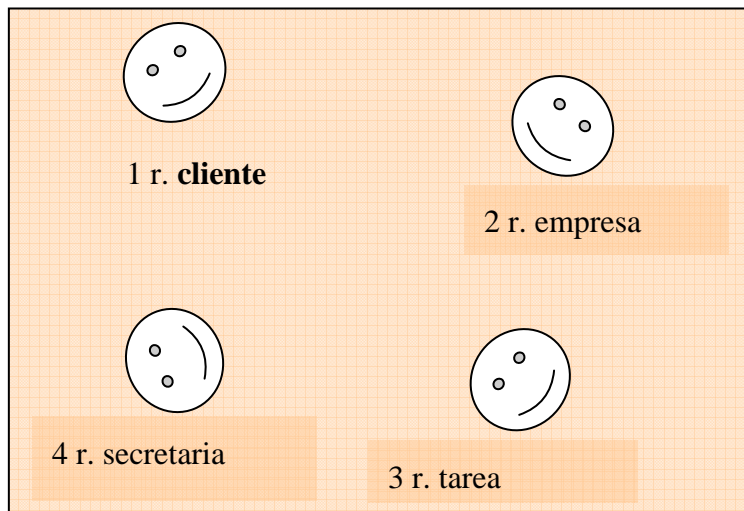 1 r. cliente
2 r. empresa
4 r. secretaria
3 r. tarea